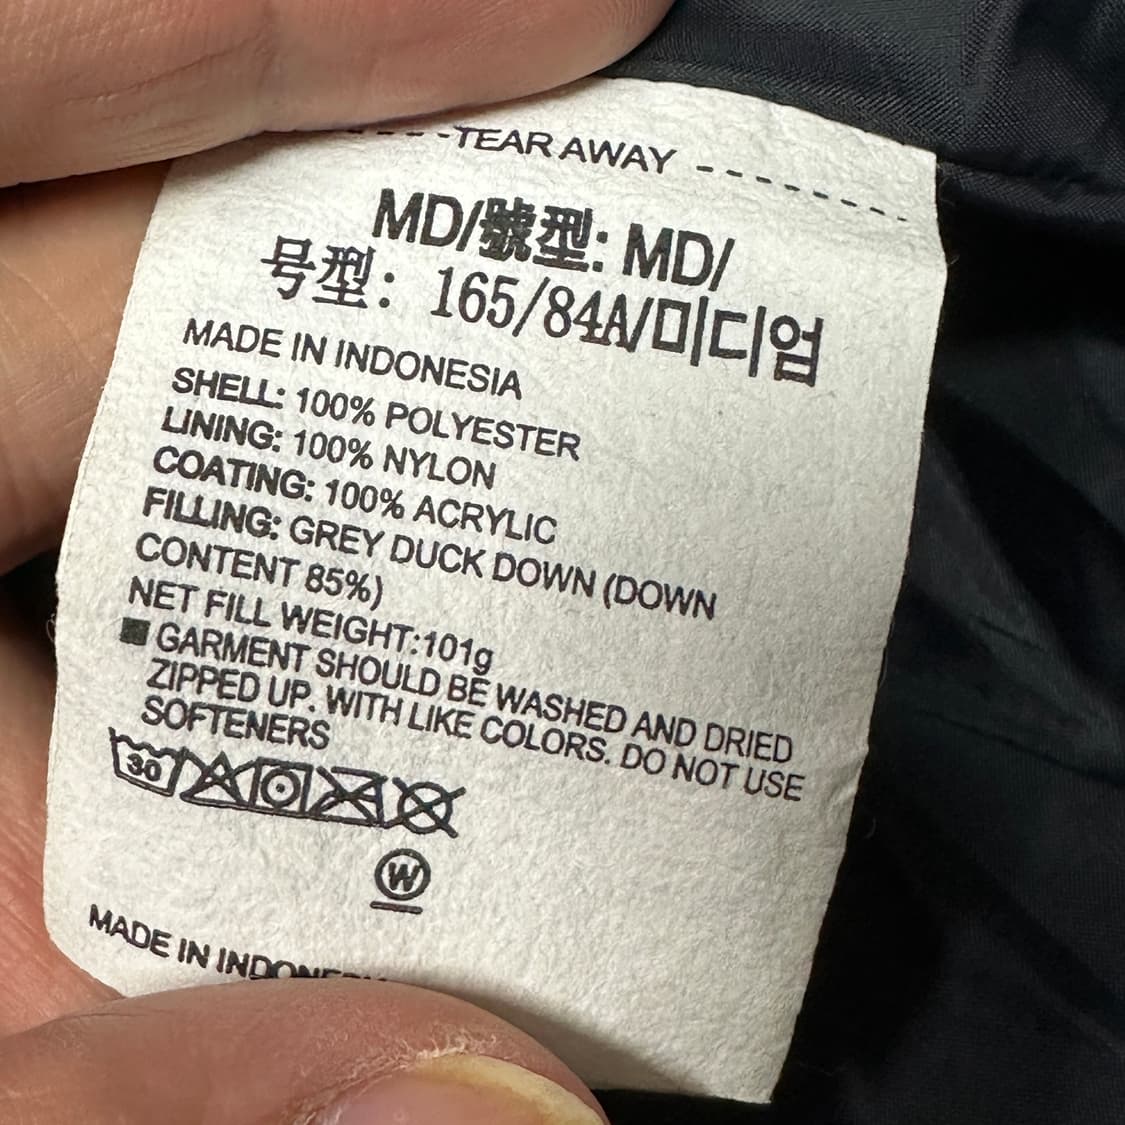 TEAR AWAY
MD/號型: MD/
号型: 165/84A/미디엄
MADE IN INDONESIA
SHELL: 100% POLYESTER
LINING: 100% NYLON
COATING: 100% ACRYLIC
FILLING: GREY DUCK DOWN (DOWN
CONTENT 85%)
NET FILL WEIGHT:101g
■ GARMENT SHOULD BE WASHED AND DRIED
ZIPPED UP. WITH LIKE COLORS. DO NOT USE
SOFTENERS
30
W
MADE IN